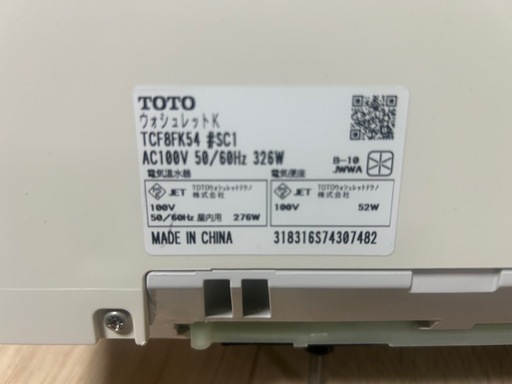 TOTO
ウォシュレットK
TCF8FK54 #SC1
AC100V 50/60Hz 326W
B-10
JWWA
電気温水器
JET TOTOウォシュレットテクノ
株式会社
100V
50/60Hz 屋内用 276W
電気便座
JET TOTOウォシュレットテクノ
株式会社
100V 52W
MADE IN CHINA 318316S74307482